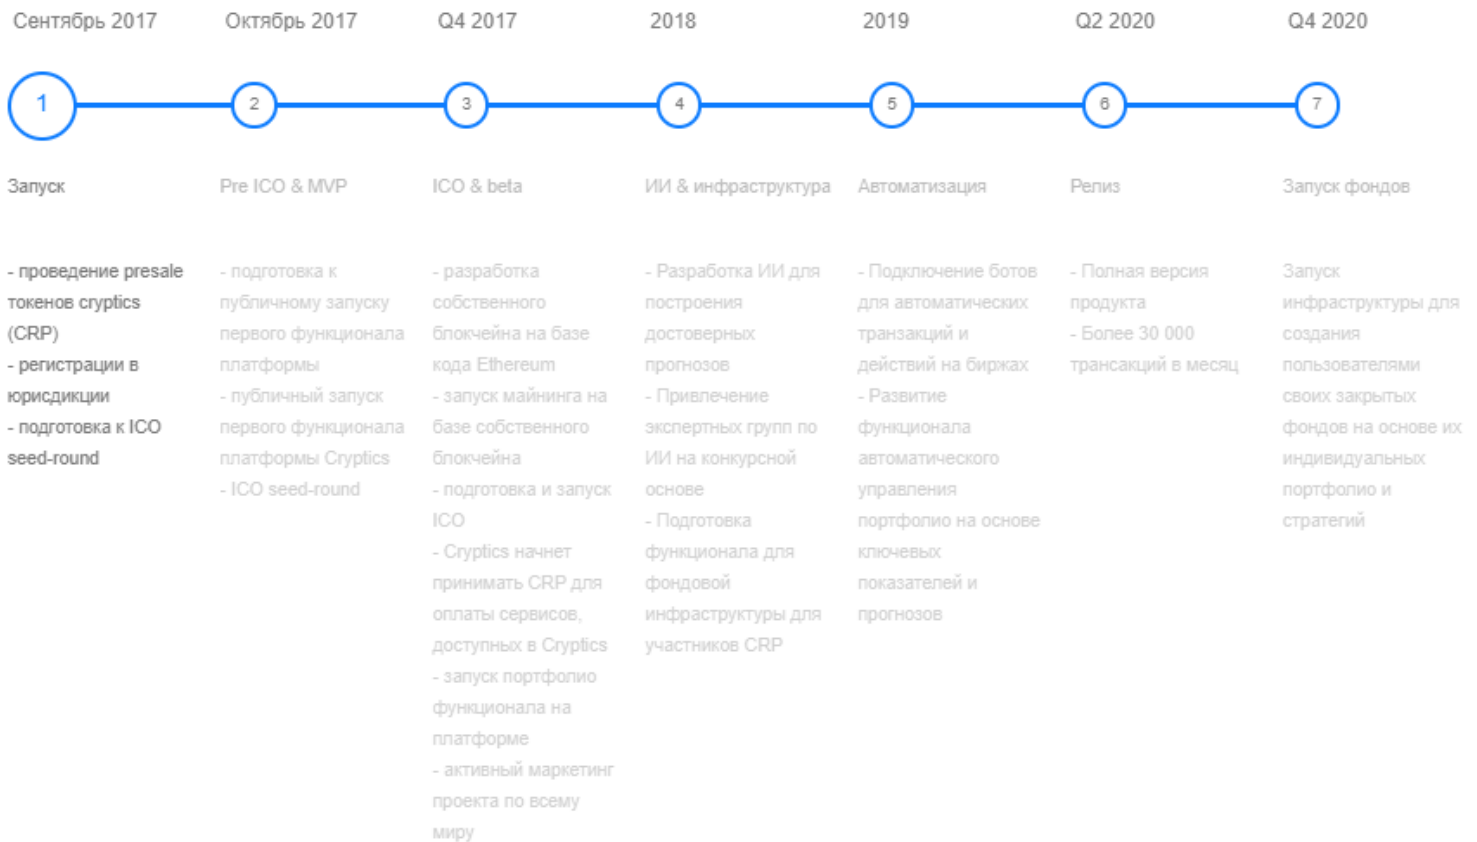 Сентябрь 2017
Октябрь 2017
Q4 2017
2018
2019
Q2 2020
Q4 2020
1
2
3
4
5
6
7
Запуск
Pre ICO & MVP
ICO & beta
ИИ & инфраструктура
Автоматизация
Релиз
Запуск фондов
- проведение presale
токенов cryptics
(CRP)
- регистрации в
юрисдикции
- подготовка к ICO
seed-round
- подготовка к
публичному запуску
первого функционала
платформы
- публичный запуск
первого функционала
платформы Cryptics
- ICO seed-round
- разработка
собственного
блокчейна на базе
кода Ethereum
- запуск майнинга на
базе собственного
блокчейна
- подготовка и запуск
ICO
- Cryptics начнет
принимать CRP для
оплаты сервисов,
доступных в Cryptics
- запуск портфолио
функционала на
платформе
- активный маркетинг
проекта по всему
миру
- Разработка ИИ для
построения
достоверных
прогнозов
- Привлечение
экспертных групп по
ИИ на конкурсной
основе
- Подготовка
функционала для
фондовой
инфраструктуры для
участников CRP
- Подключение ботов
для автоматических
транзакций и
действий на биржах
- Развитие
функционала
автоматического
управления
портфолио на основе
ключевых
показателей и
прогнозов
- Полная версия
продукта
- Более 30 000
трансакций в месяц
Запуск
инфраструктуры для
создания
пользователями
своих закрытых
фондов на основе их
индивидуальных
портфолио и
стратегий